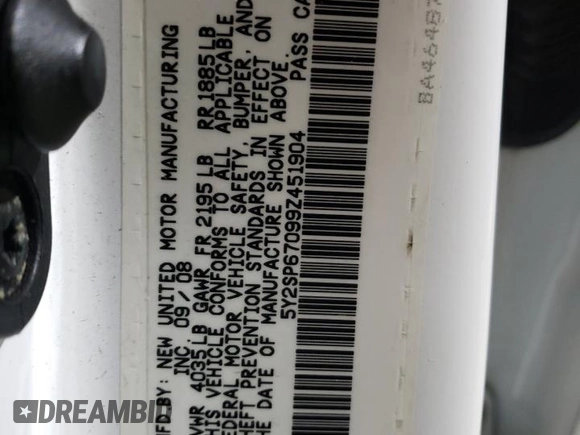 MFD.BY: NEW UNITED MOTOR MANUFACTURING
INC. 09/08
GVWR 4035LB GAWR FR 2195LB RR 1885LB
THIS VEHICLE CONFORMS TO ALL APPLICABLE
FEDERAL MOTOR VEHICLE SAFETY, BUMPER, AND
THEFT PREVENTION STANDARDS IN EFFECT ON
THE DATE OF MANUFACTURE SHOWN ABOVE.
5Y2SP67099Z451904 PASS CA
DREAMBID